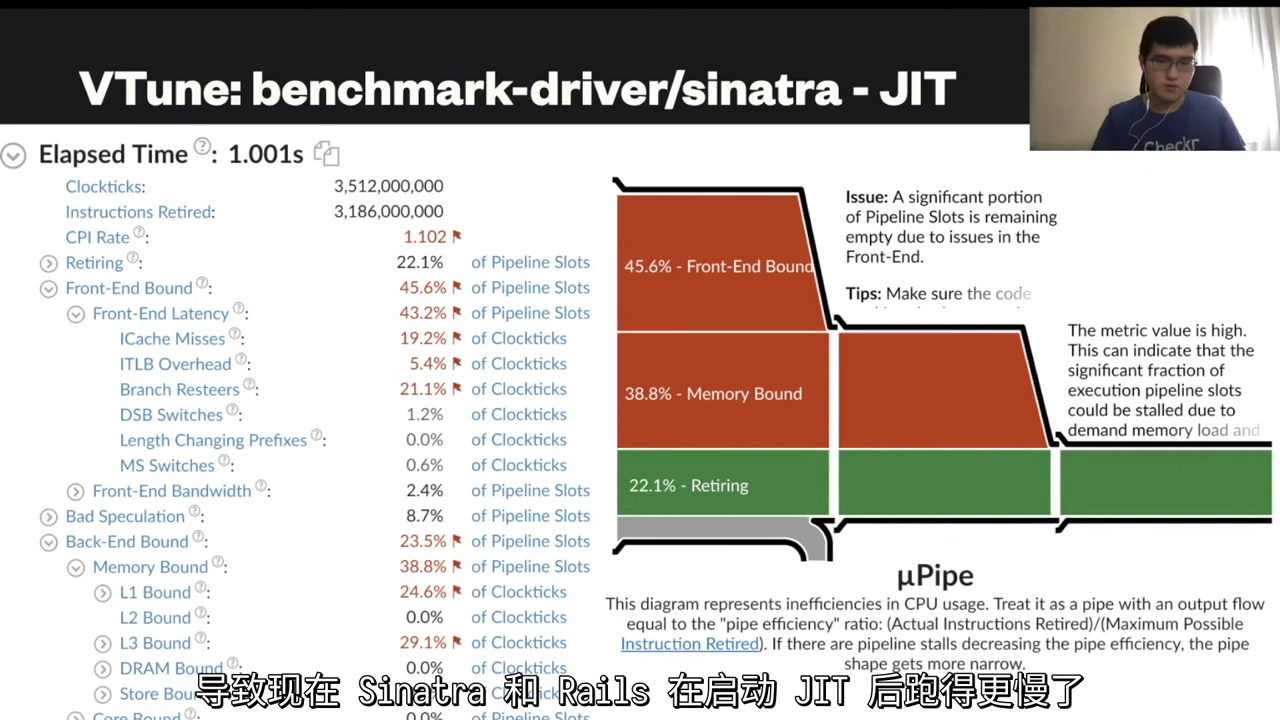 VTune: benchmark-driver/sinatra - JIT
Checkr
Elapsed Time ?: 1.001s
Clockticks: 3,512,000,000
Instructions Retired: 3,186,000,000
CPI Rate ?: 1.102
Retiring ?: 22.1% of Pipeline Slots
Front-End Bound ?: 45.6% of Pipeline Slots
Front-End Latency ?: 43.2% of Pipeline Slots
ICache Misses ?: 19.2% of Clockticks
ITLB Overhead ?: 5.4% of Clockticks
Branch Resteers ?: 21.1% of Clockticks
DSB Switches ?: 1.2% of Clockticks
Length Changing Prefixes ?: 0.0% of Clockticks
MS Switches ?: 0.6% of Clockticks
Front-End Bandwidth ?: 2.4% of Pipeline Slots
Bad Speculation ?: 8.7% of Pipeline Slots
Back-End Bound ?: 23.5% of Pipeline Slots
Memory Bound ?: 38.8% of Pipeline Slots
L1 Bound ?: 24.6% of Clockticks
L2 Bound ?: 0.0% of Clockticks
L3 Bound ?: 29.1% of Clockticks
DRAM Bound ?: 0.0% of Clockticks
Store
0.0% of Pipeline Slots
45.6% - Front-End Bound
38.8% - Memory Bound
22.1% - Retiring
Issue: A significant portion
of Pipeline Slots is remaining
empty due to issues in the
Front-End.
Tips: Make sure the code
The metric value is high.
This can indicate that the
significant fraction of
execution pipeline slots
could be stalled due to
demand memory load and
µPipe
This diagram represents inefficiencies in CPU usage. Treat it as a pipe with an output flow
equal to the "pipe efficiency" ratio: (Actual Instructions Retired)/(Maximum Possible
Instruction Retired). If there are pipeline stalls decreasing the pipe efficiency, the pipe
shape gets more narrow.
导致现在 Sinatra 和 Rails 在启动 JIT 后跑得更慢了